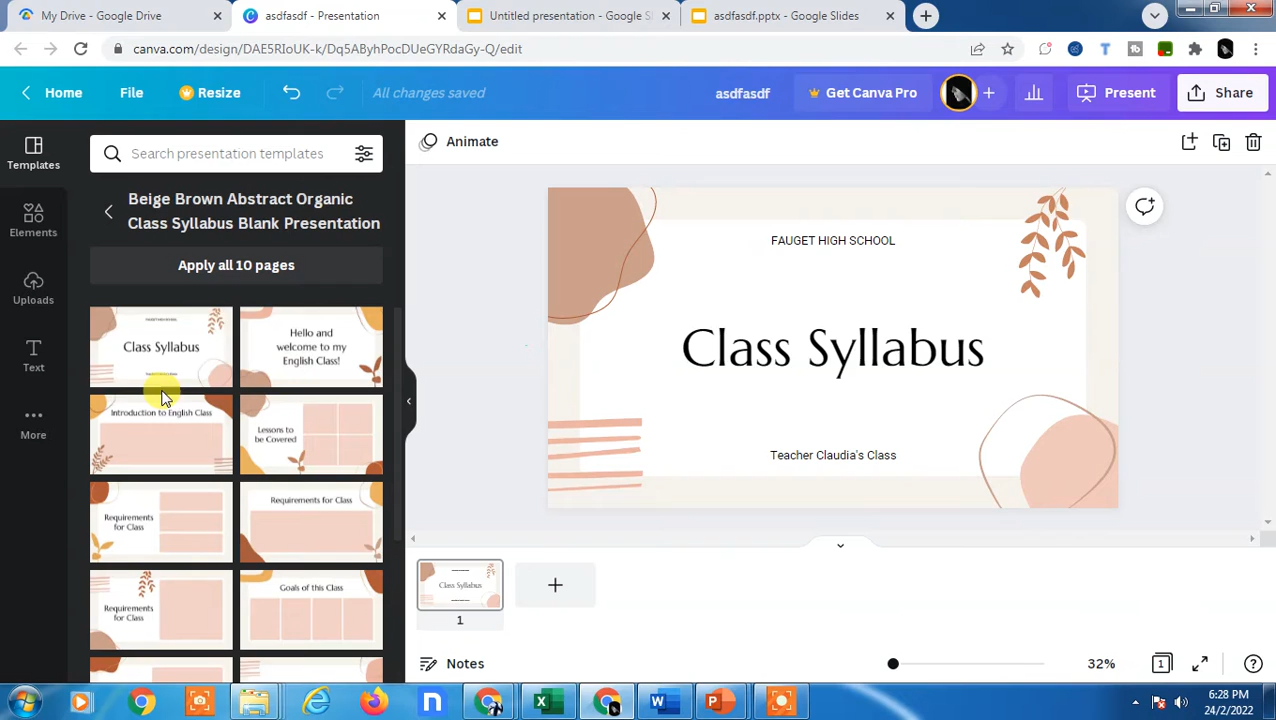 My Drive - Google Drive
asdfasdf - Presentation
Untitled presentation - Google S
asdfasdf.pptx - Google Slides
canva.com/design/DAE5RIoUK-k/Dq5AByhPocDUeGYRdaGy-Q/edit
Home
File
Resize
All changes saved
asdfasdf
Get Canva Pro
Present
Share
Templates
Elements
Uploads
Text
More
Search presentation templates
Beige Brown Abstract Organic
Class Syllabus Blank Presentation
Apply all 10 pages
Class Syllabus
Hello and
welcome to my
English Class!
Introduction to English Class
Lessons to
be Covered
Requirements
for Class
Requirements for Class
Requirements
for Class
Goals of this Class
Animate
FAUGET HIGH SCHOOL
Class Syllabus
Teacher Claudia's Class
Class Syllabus
1
Notes
32%
1
6:28 PM
24/2/2022